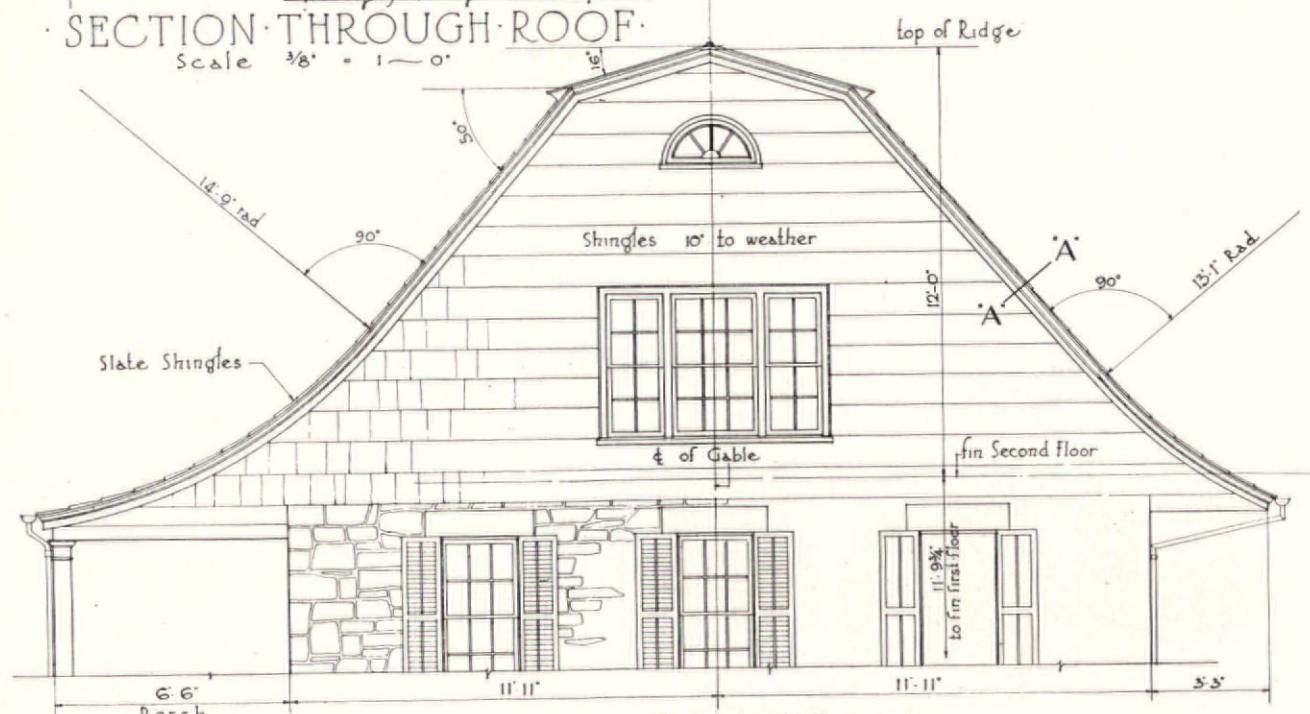 ·SECTION·THROUGH·ROOF·
Scale 3/8" = 1~0"
top of Ridge
16°
50°
14'-9" rad
90°
Shingles 10" to weather
"A"
"A"
12'-0"
90°
13'-1" Rad
Slate Shingles
℄ of Gable
fin Second Floor
11'-9¾"
to fin first floor
6'-6"
Porch
11'-11"
11'-11"
3'-3"